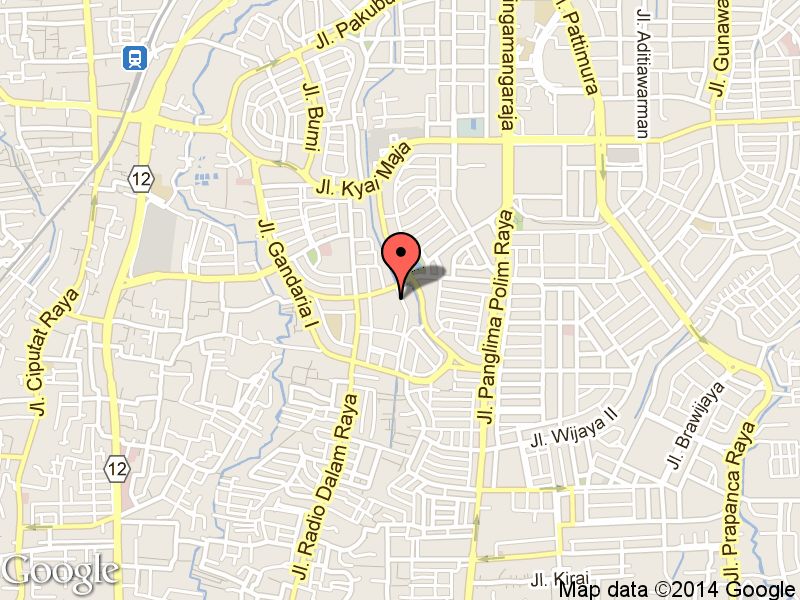 Jl. Pakubu
ingamangaraja
Jl. Pattimura
Jl. Aditiawarman
Jl. Gunawa
Jl. Bumi
12
Jl. Kyai Maja
Jl. Gandaria I
Jl. Panglima Polim Raya
Jl. Ciputat Raya
Jl. Radio Dalam Raya
Jl. Wijaya II
Jl. Brawijaya
12
Jl. Prapanca Raya
Jl. Kirai
Google
Map data ©2014 Google